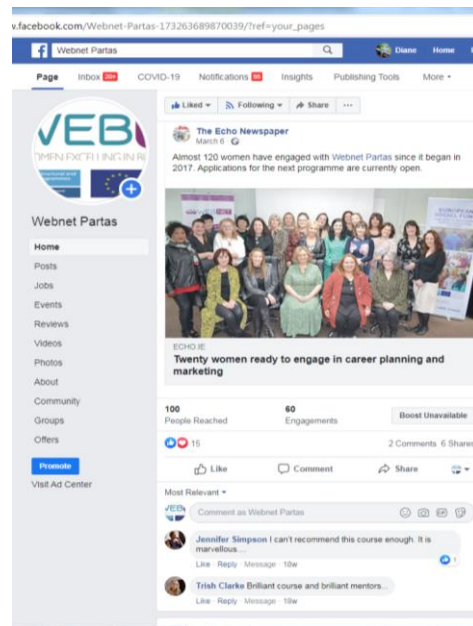 v.facebook.com/Webnet-Partas-173263689870039/?ref=your_pages
Webnet Partas
Diane Home
Page Inbox 20+ COVID-19 Notifications Insights Publishing Tools More
Liked Following Share ...
VEB
OMEN EXCELLING IN B
The Echo Newspaper
March 6
Almost 120 women have engaged with Webnet Partas since it began in
2017. Applications for the next programme are currently open.
ECHO.IE
Twenty women ready to engage in career planning and
marketing
Webnet Partas
Home
Posts
Jobs
Events
Reviews
Videos
Photos
About
Community
Groups
Offers
Promote
Visit Ad Center
100
People Reached
60
Engagements
Boost Unavailable
15
2 Comments 6 Shares
Like Comment Share
Most Relevant
Comment as Webnet Partas
Jennifer Simpson I can't recommend this course enough. It is
marvellous....
1
Like · Reply · Message · 10w
Trish Clarke Brilliant course and brilliant mentors...
Like · Reply · Message · 10w